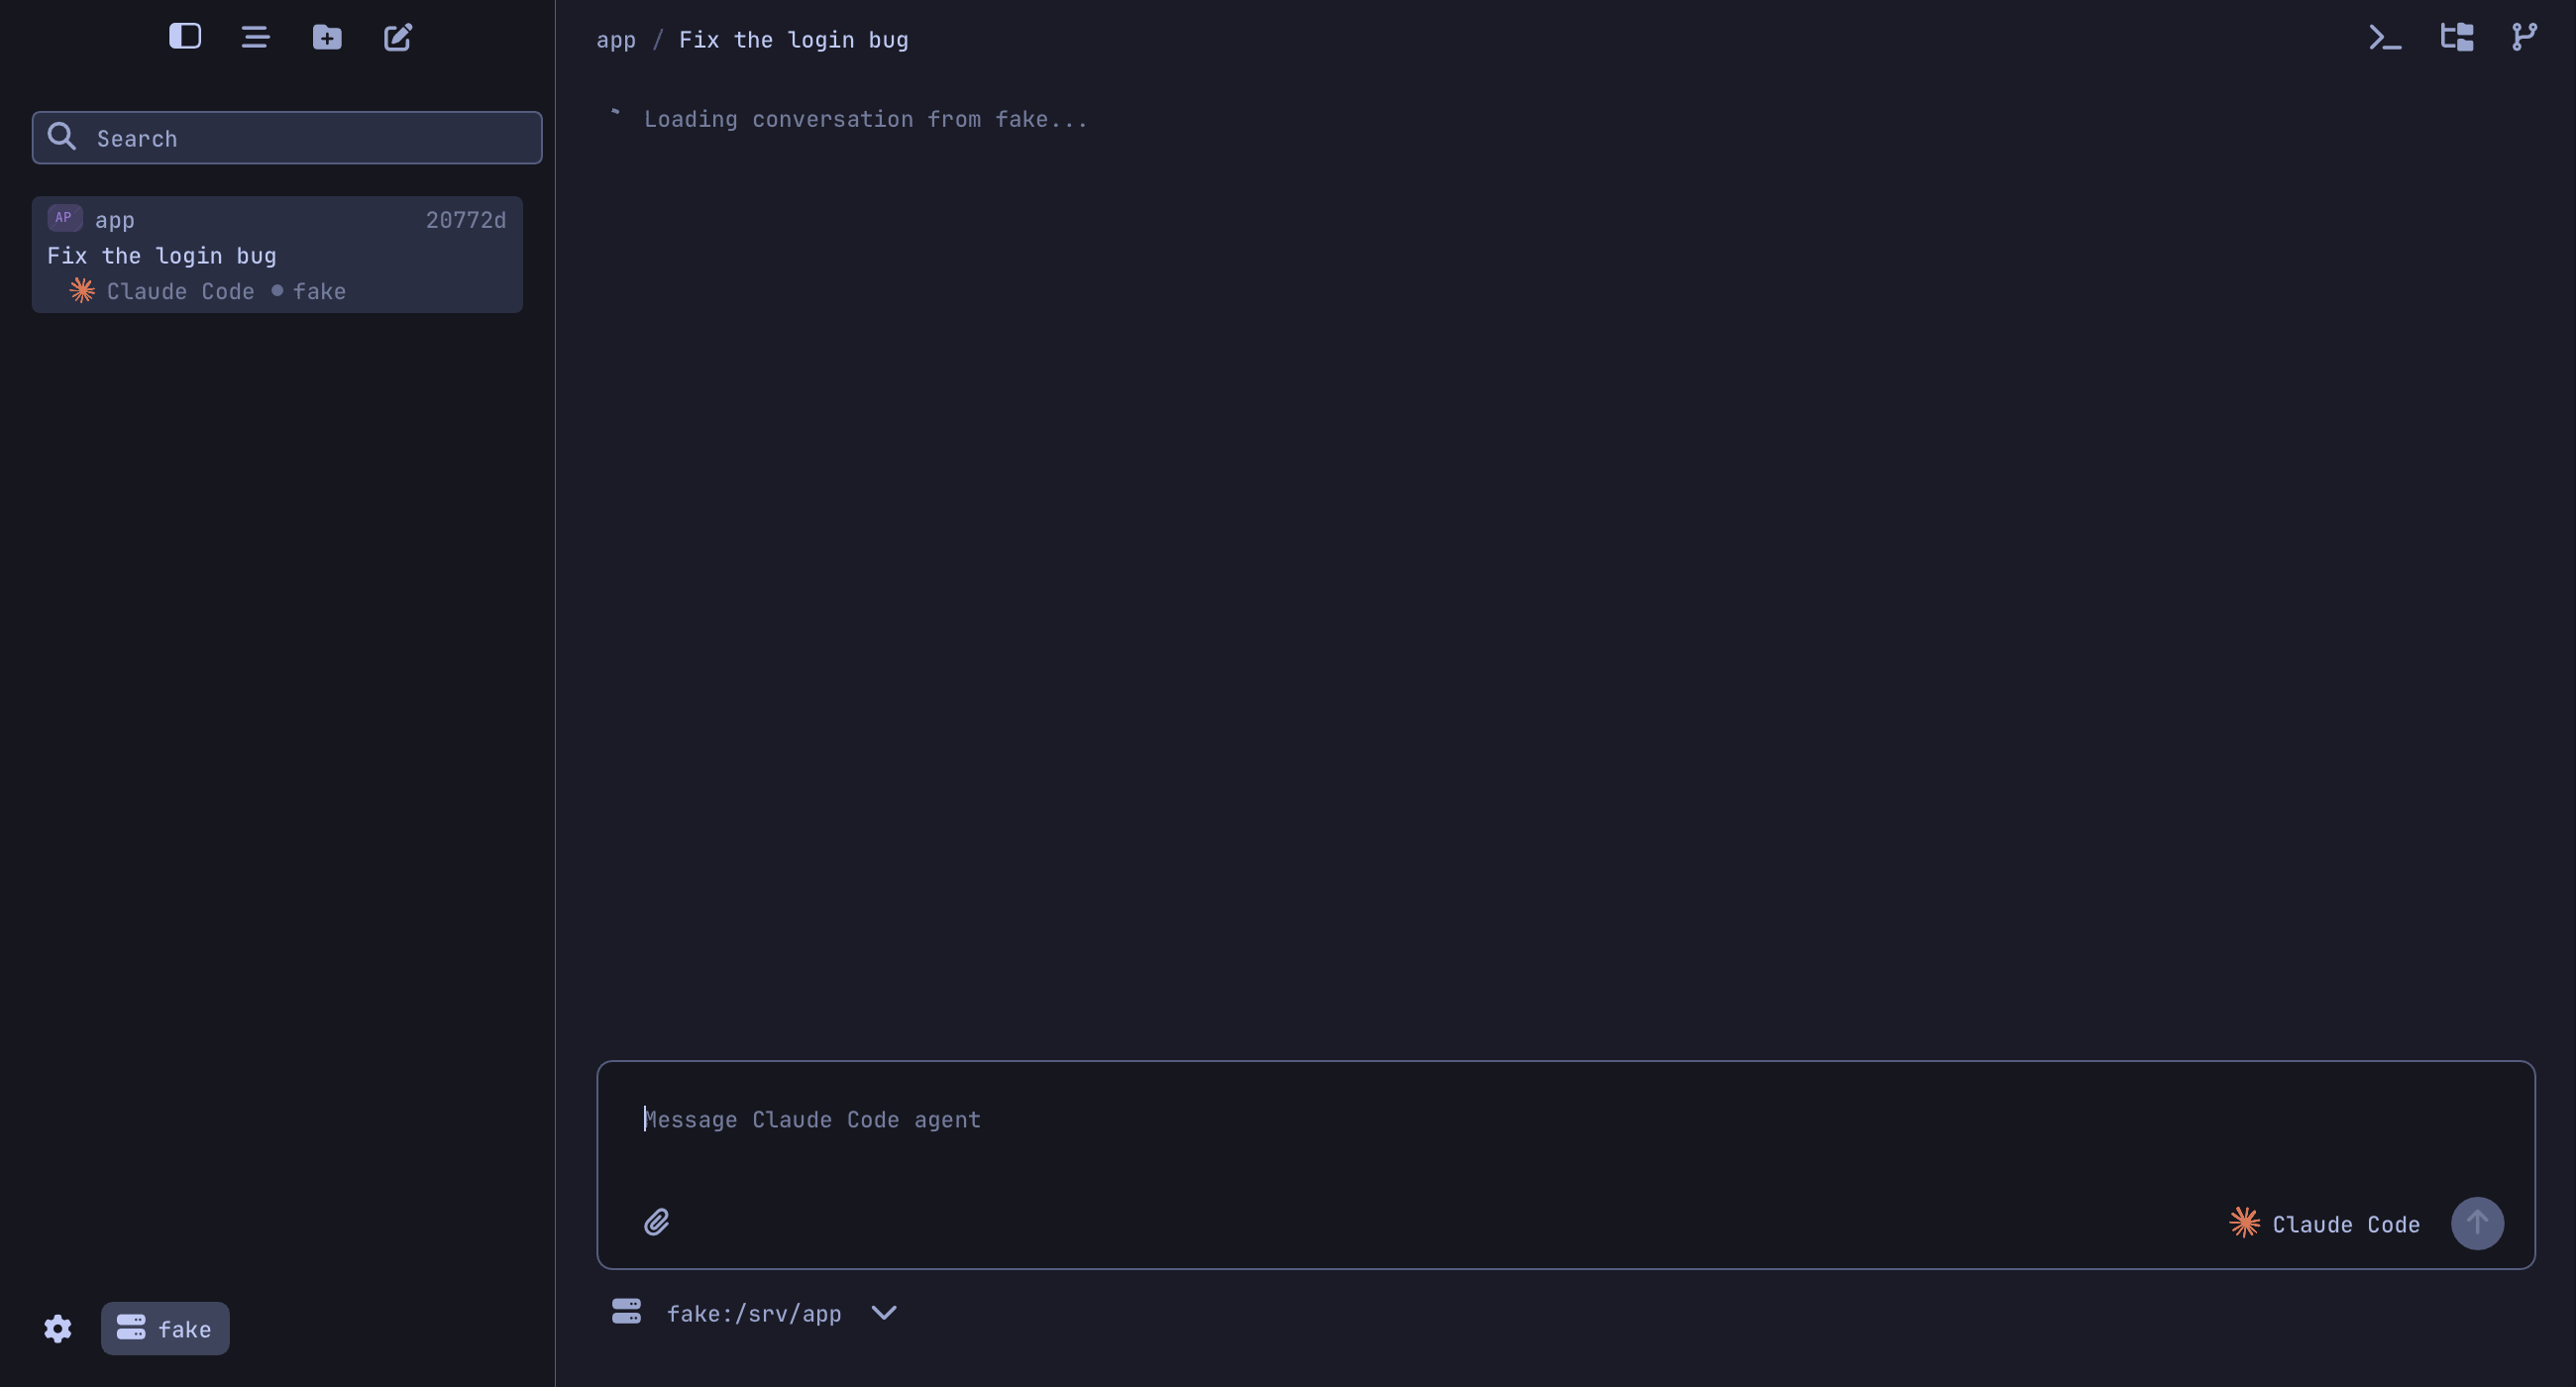 Search
AP app 20772d
Fix the login bug
Claude Code fake
fake
app / Fix the login bug
Loading conversation from fake...
Message Claude Code agent
Claude Code
fake:/srv/app